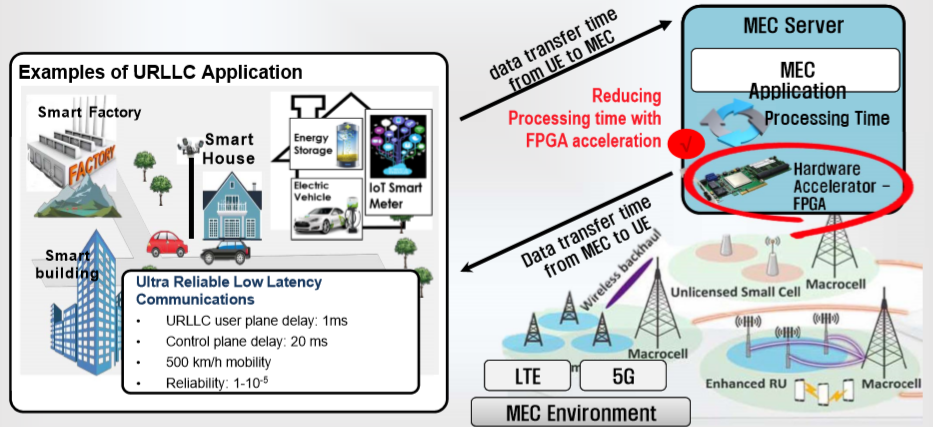 Examples of URLLC Application
Smart Factory
FACTORY
Smart
House
Energy
Storage
Electric
Vehicle
IoT Smart
Meter
Smart
building
Ultra Reliable Low Latency
Communications
• URLLC user plane delay: 1ms
• Control plane delay: 20 ms
• 500 km/h mobility
• Reliability: 1-10⁻⁵
data transfer time
from UE to MEC
Reducing
Processing time with
FPGA acceleration
√
Data transfer time
from MEC to UE
MEC Server
MEC
Application
Processing Time
Hardware
Accelerator –
FPGA
Wireless backhaul
Macrocell
Unlicensed Small Cell
Macrocell
Enhanced RU
Macrocell
LTE
5G
MEC Environment